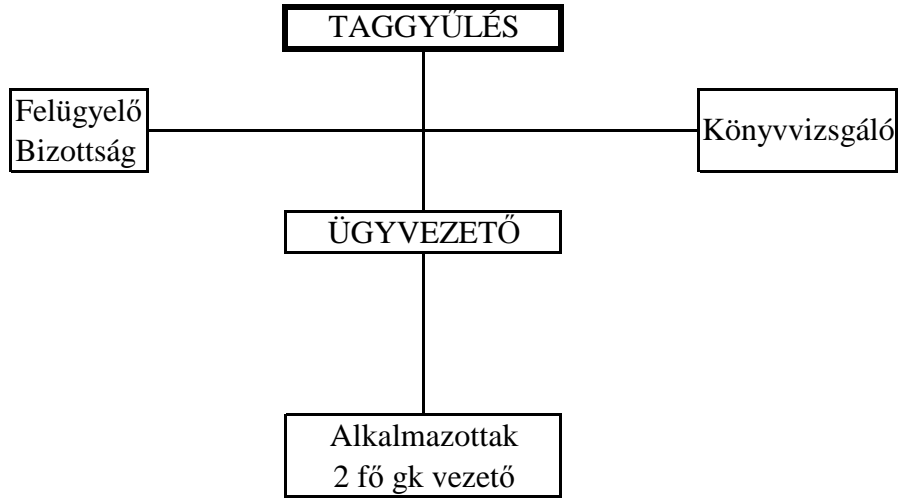 TAGGYŰLÉS
Felügyelő
Bizottság
Könyvvizsgáló
ÜGYVEZETŐ
Alkalmazottak
2 fő gk vezető